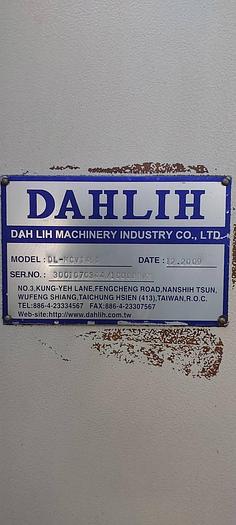 DAHLIH
DAH LIH MACHINERY INDUSTRY CO., LTD.
MODEL: DATE: 12.2009
SER.NO.:
NO.3,KUNG-YEH LANE,FENGCHENG ROAD,NANSHIH TSUN,
WUFENG SHIANG,TAICHUNG HSIEN (413),TAIWAN,R.O.C.
TEL:886-4-23334567 FAX:886-4-23307567
Web-site:http://www.dahlih.com.tw